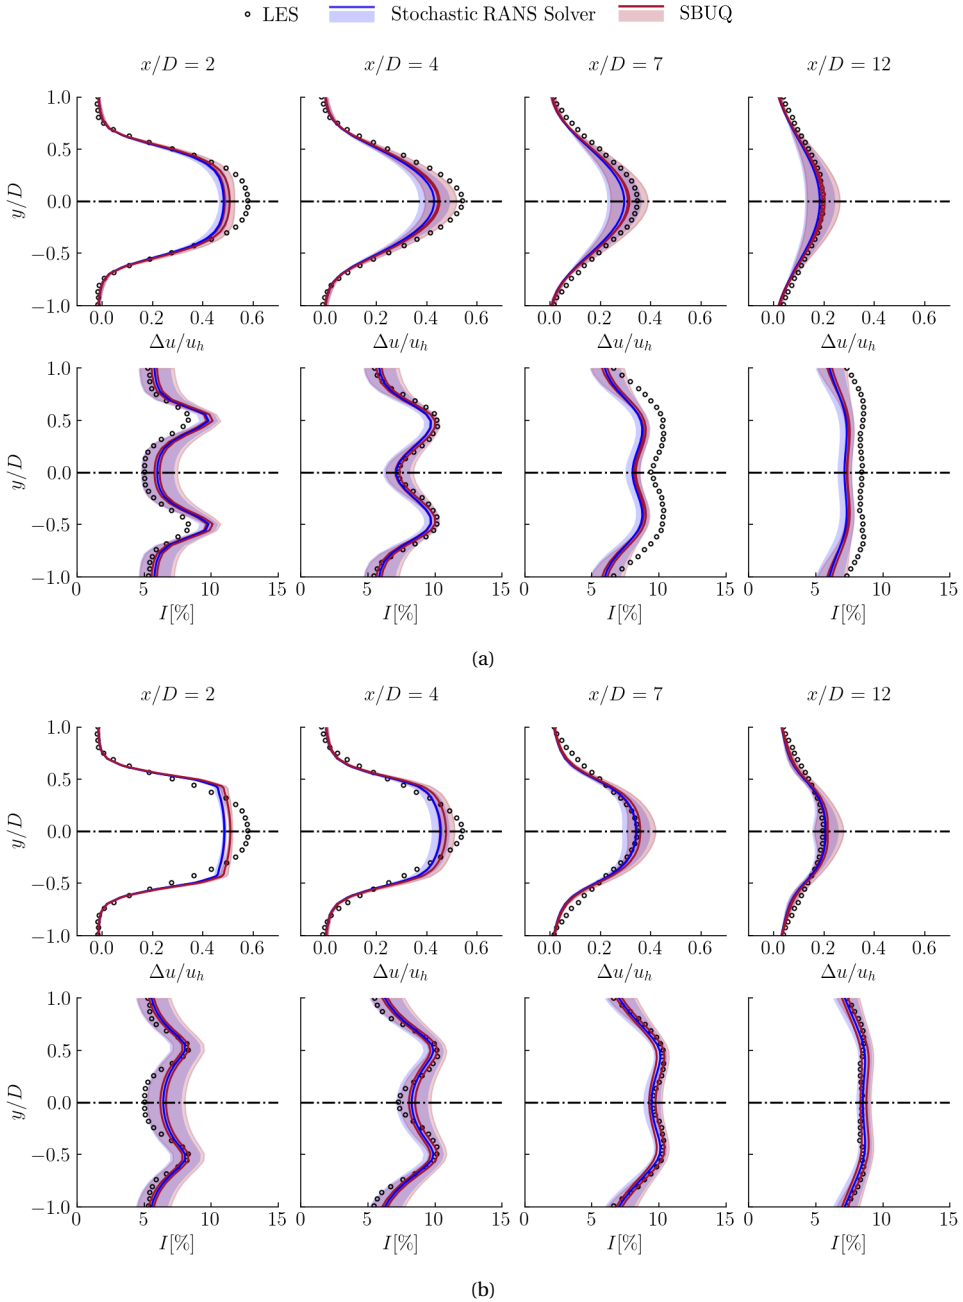 LES Stochastic RANS Solver SBUQ
x/D = 2 x/D = 4 x/D = 7 x/D = 12
1.0
0.5
y/D 0.0
−0.5
−1.0
0.0 0.2 0.4 0.6 0.0 0.2 0.4 0.6 0.0 0.2 0.4 0.6 0.0 0.2 0.4 0.6
Δu/u_h Δu/u_h Δu/u_h Δu/u_h
1.0
0.5
y/D 0.0
−0.5
−1.0
0 5 10 15 0 5 10 15 0 5 10 15 0 5 10 15
I[%] I[%] I[%] I[%]
(a)
x/D = 2 x/D = 4 x/D = 7 x/D = 12
1.0
0.5
y/D 0.0
−0.5
−1.0
0.0 0.2 0.4 0.6 0.0 0.2 0.4 0.6 0.0 0.2 0.4 0.6 0.0 0.2 0.4 0.6
Δu/u_h Δu/u_h Δu/u_h Δu/u_h
1.0
0.5
y/D 0.0
−0.5
−1.0
0 5 10 15 0 5 10 15 0 5 10 15 0 5 10 15
I[%] I[%] I[%] I[%]
(b)